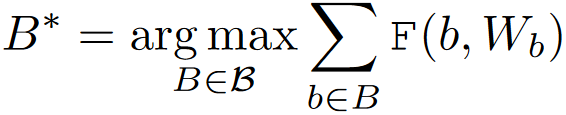 B* = arg max_{B∈ℬ} ∑_{b∈B} F(b, W_b)